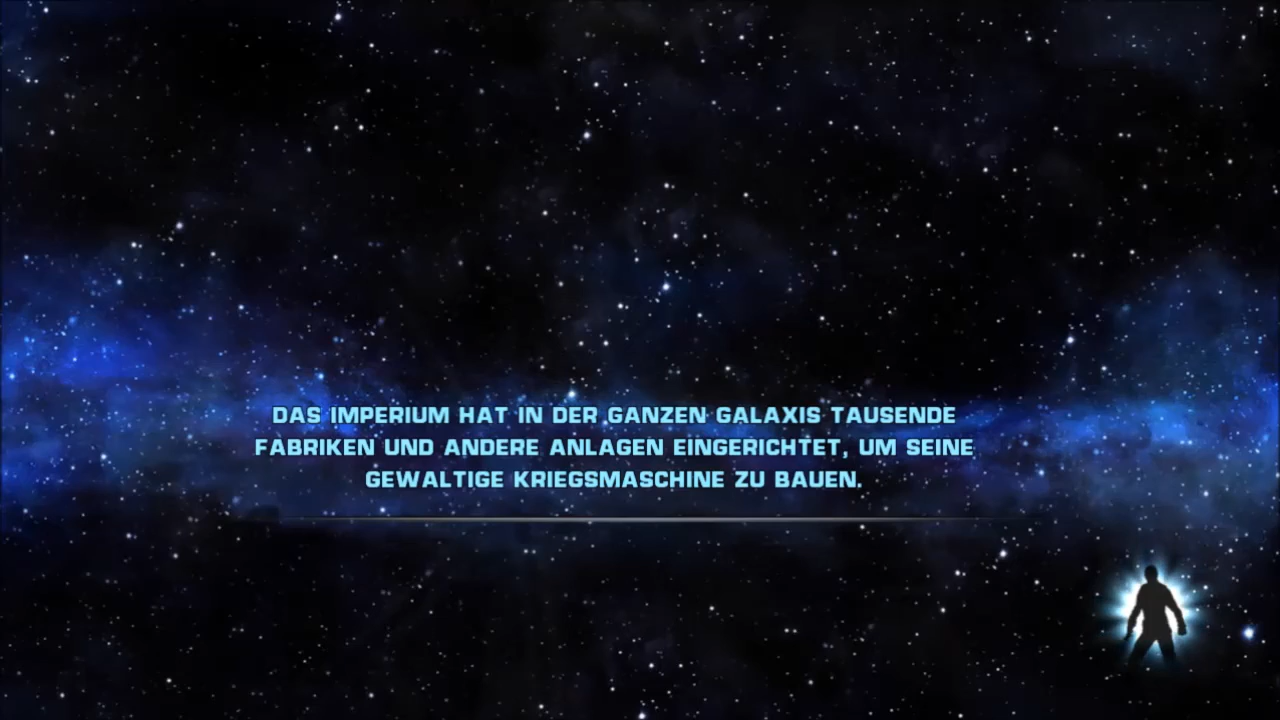 DAS IMPERIUM HAT IN DER GANZEN GALAXIS TAUSENDE
FABRIKEN UND ANDERE ANLAGEN EINGERICHTET, UM SEINE
GEWALTIGE KRIEGSMASCHINE ZU BAUEN.